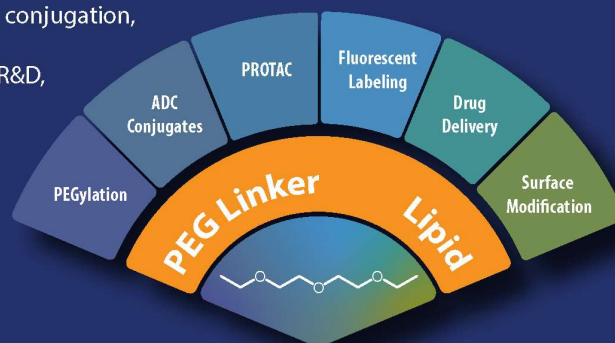 conjugation,
R&D,
PEGylation
ADC
Conjugates
PROTAC
Fluorescent
Labeling
Drug
Delivery
Surface
Modification
PEG Linker
Lipid
O
O
O